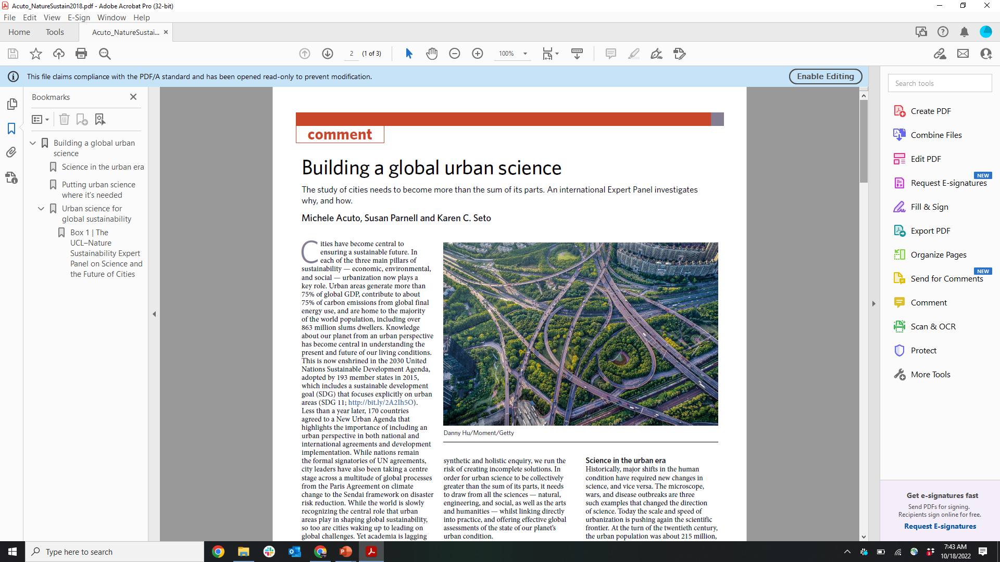 Acuto_NatureSustain2018.pdf - Adobe Acrobat Pro (32-bit)
File Edit View E-Sign Window Help
Home Tools Acuto_NatureSustai... ×
2 (1 of 3) 100%
This file claims compliance with the PDF/A standard and has been opened read-only to prevent modification.
Enable Editing
Bookmarks
Building a global urban
science
Science in the urban era
Putting urban science
where it's needed
Urban science for
global sustainability
Box 1 | The
UCL–Nature
Sustainability Expert
Panel on Science and
the Future of Cities
comment
Building a global urban science
The study of cities needs to become more than the sum of its parts. An international Expert Panel investigates
why, and how.
Michele Acuto, Susan Parnell and Karen C. Seto
Cities have become central to
ensuring a sustainable future. In
each of the three main pillars of
sustainability — economic, environmental,
and social — urbanization now plays a
key role. Urban areas generate more than
75% of global GDP, contribute to about
75% of carbon emissions from global final
energy use, and are home to the majority
of the world population, including over
863 million slums dwellers. Knowledge
about our planet from an urban perspective
has become central in understanding the
present and future of our living conditions.
This is now enshrined in the 2030 United
Nations Sustainable Development Agenda,
adopted by 193 member states in 2015,
which includes a sustainable development
goal (SDG) that focuses explicitly on urban
areas (SDG 11; http://bit.ly/2A2Ih5O).
Less than a year later, 170 countries
agreed to a New Urban Agenda that
highlights the importance of including an
urban perspective in both national and
international agreements and development
implementation. While nations remain
the formal signatories of UN agreements,
city leaders have also been taking a centre
stage across a multitude of global processes
from the Paris Agreement on climate
change to the Sendai framework on disaster
risk reduction. While the world is slowly
recognizing the central role that urban
areas play in shaping global sustainability,
so too are cities waking up to leading on
global challenges. Yet academia is lagging
Danny Hu/Moment/Getty
synthetic and holistic enquiry, we run the
risk of creating incomplete solutions. In
order for urban science to be collectively
greater than the sum of its parts, it needs
to draw from all the sciences — natural,
engineering, and social, as well as the arts
and humanities — whilst linking directly
into practice, and offering effective global
assessments of the state of our planet's
urban condition.
Science in the urban era
Historically, major shifts in the human
condition have required new changes in
science, and vice versa. The microscope,
wars, and disease outbreaks are three
such examples that changed the direction
of science. Today the scale and speed of
urbanization is pushing again the scientific
frontier. At the turn of the twentieth century,
the urban population was about 215 million,
Search tools
Create PDF
Combine Files
Edit PDF
NEW
Request E-signatures
Fill & Sign
Export PDF
Organize Pages
NEW
Send for Comments
Comment
Scan & OCR
Protect
More Tools
Get e-signatures fast
Send PDFs for signing.
Recipients sign online for free.
Request E-signatures
Type here to search
7:43 AM
10/18/2022